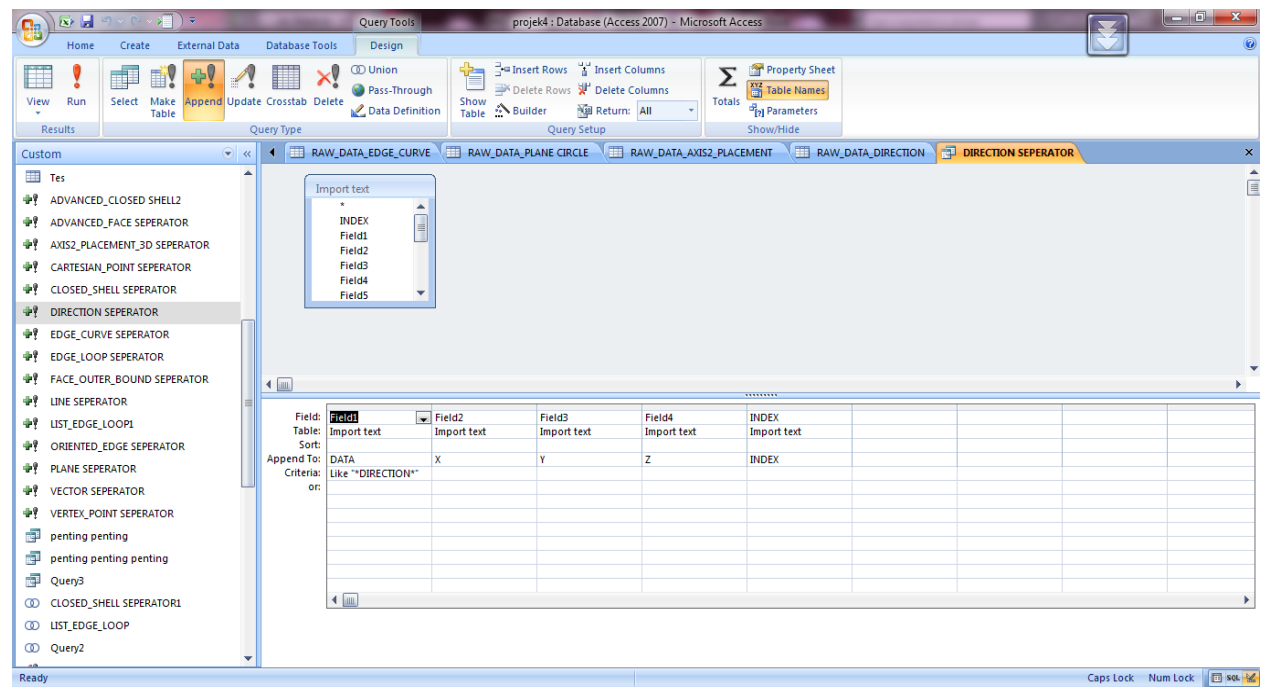 Query Tools
projek4 : Database (Access 2007) - Microsoft Access
Home Create External Data Database Tools Design
View Run Select Make Table Append Update Crosstab Delete
Union
Pass-Through
Data Definition
Show Table
Insert Rows
Delete Rows
Builder
Insert Columns
Delete Columns
Return: All
Totals
Property Sheet
Table Names
Parameters
Results Query Type Query Setup Show/Hide
Custom
RAW_DATA_EDGE_CURVE RAW_DATA_PLANE CIRCLE RAW_DATA_AXIS2_PLACEMENT RAW_DATA_DIRECTION DIRECTION SEPERATOR
Tes
ADVANCED_CLOSED SHELL2
ADVANCED_FACE SEPERATOR
AXIS2_PLACEMENT_3D SEPERATOR
CARTESIAN_POINT SEPERATOR
CLOSED_SHELL SEPERATOR
DIRECTION SEPERATOR
EDGE_CURVE SEPERATOR
EDGE_LOOP SEPERATOR
FACE_OUTER_BOUND SEPERATOR
LINE SEPERATOR
LIST_EDGE_LOOP1
ORIENTED_EDGE SEPERATOR
PLANE SEPERATOR
VECTOR SEPERATOR
VERTEX_POINT SEPERATOR
penting penting
penting penting penting
Query3
CLOSED_SHELL SEPERATOR1
LIST_EDGE_LOOP
Query2
Import text
*
INDEX
Field1
Field2
Field3
Field4
Field5
Field: Field1 Field2 Field3 Field4 INDEX
Table: Import text Import text Import text Import text Import text
Sort:
Append To: DATA X Y Z INDEX
Criteria: Like "*DIRECTION*"
or:
Ready
Caps Lock Num Lock SQL